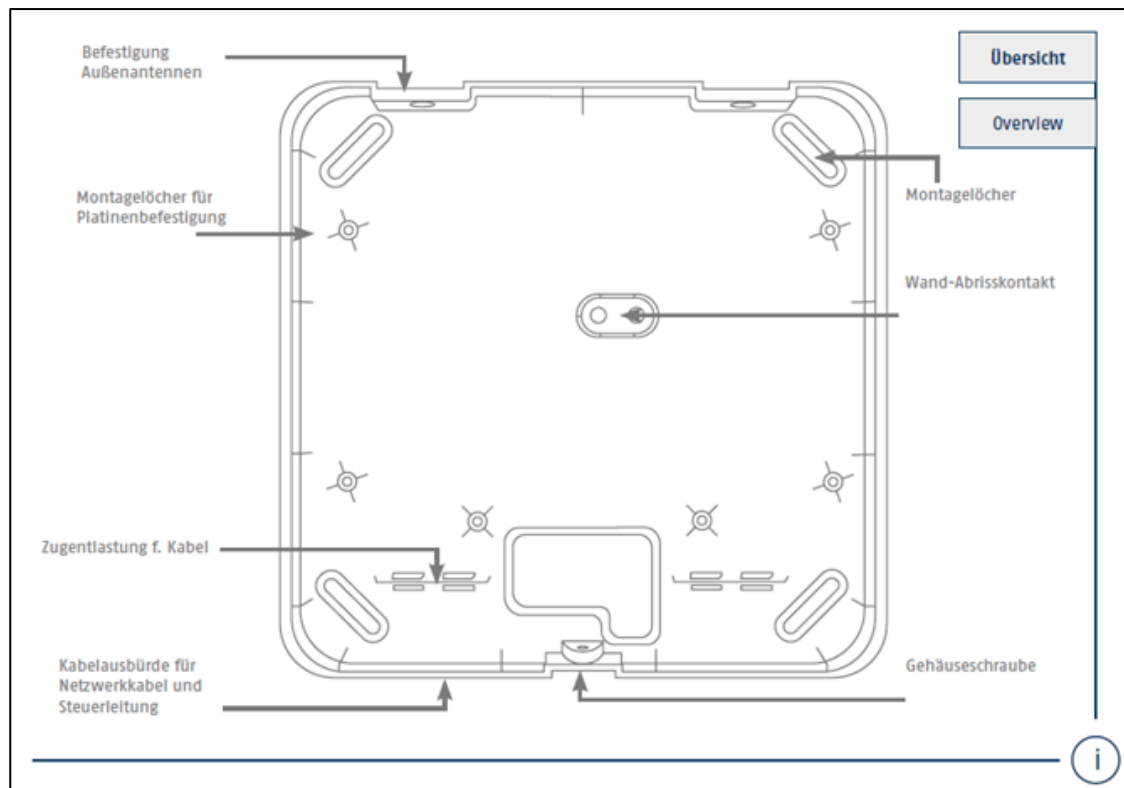 Befestigung
Außenantennen
Übersicht
Overview
Montagelöcher für
Platinenbefestigung
Montagelöcher
Wand-Abrisskontakt
Zugentlastung f. Kabel
Kabelausbürde für
Netzwerkkabel und
Steuerleitung
Gehäuseschraube
i